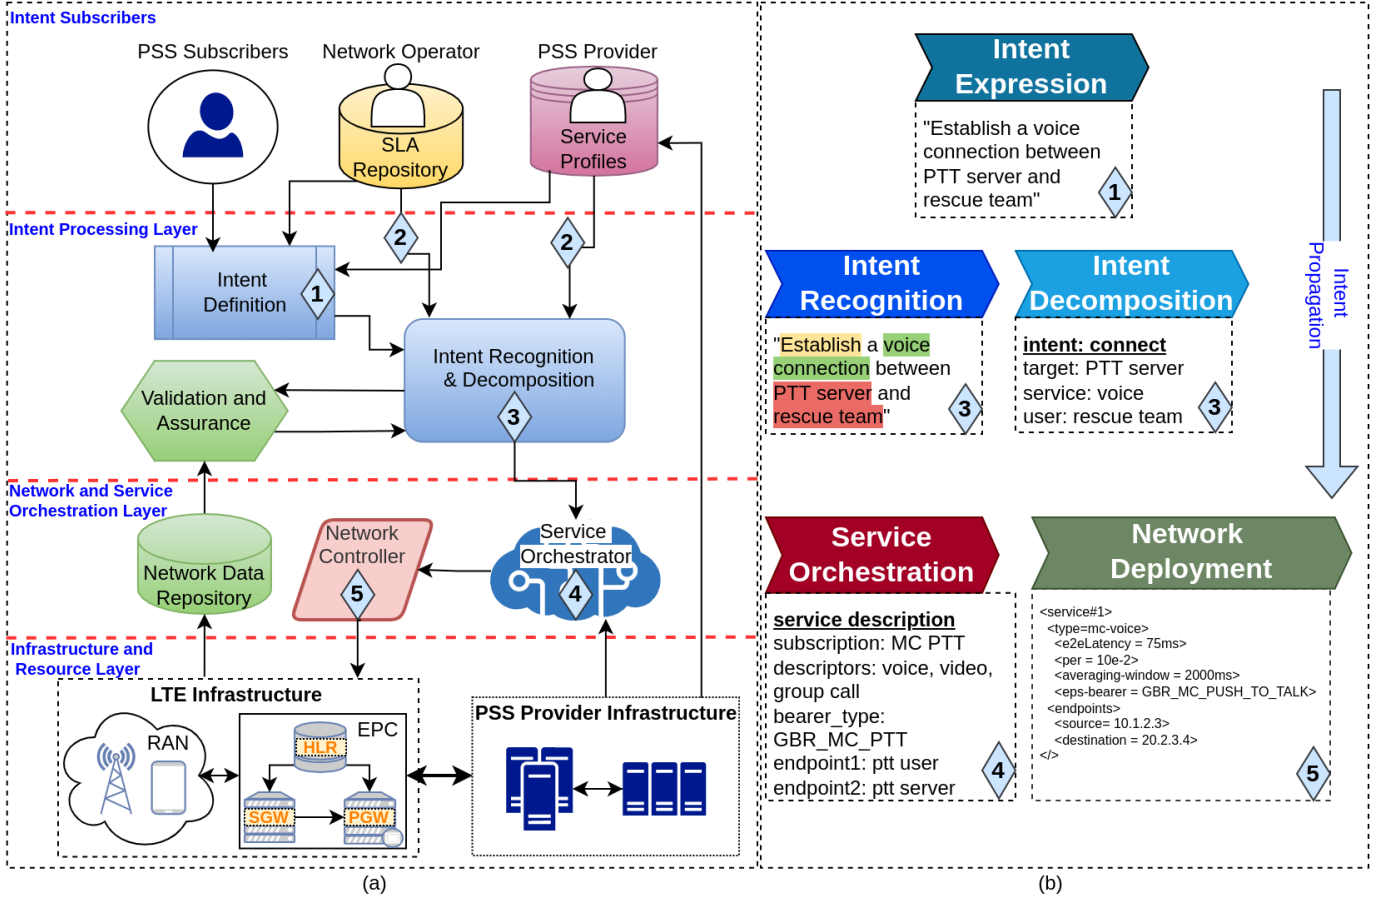 Intent Subscribers
PSS Subscribers
Network Operator
PSS Provider
SLA
Repository
Service
Profiles
Intent Processing Layer
2
2
Intent
Definition
1
Intent Recognition
& Decomposition
3
Validation and
Assurance
Network and Service
Orchestration Layer
Network Data
Repository
Network
Controller
5
Service
Orchestrator
4
Infrastructure and
Resource Layer
LTE Infrastructure
RAN
EPC
HLR
SGW
PGW
PSS Provider Infrastructure
(a)
Intent
Expression
"Establish a voice
connection between
PTT server and
rescue team"
1
Intent
Recognition
"Establish a voice
connection between
PTT server and
rescue team"
3
Intent
Decomposition
intent: connect
target: PTT server
service: voice
user: rescue team
3
Intent
Propagation
Service
Orchestration
service description
subscription: MC PTT
descriptors: voice, video,
group call
bearer_type:
GBR_MC_PTT
endpoint1: ptt user
endpoint2: ptt server
4
Network
Deployment
<service#1>
<type=mc-voice>
<e2eLatency = 75ms>
<per = 10e-2>
<averaging-window = 2000ms>
<eps-bearer = GBR_MC_PUSH_TO_TALK>
<endpoints>
<source= 10.1.2.3>
<destination = 20.2.3.4>
</>
5
(b)